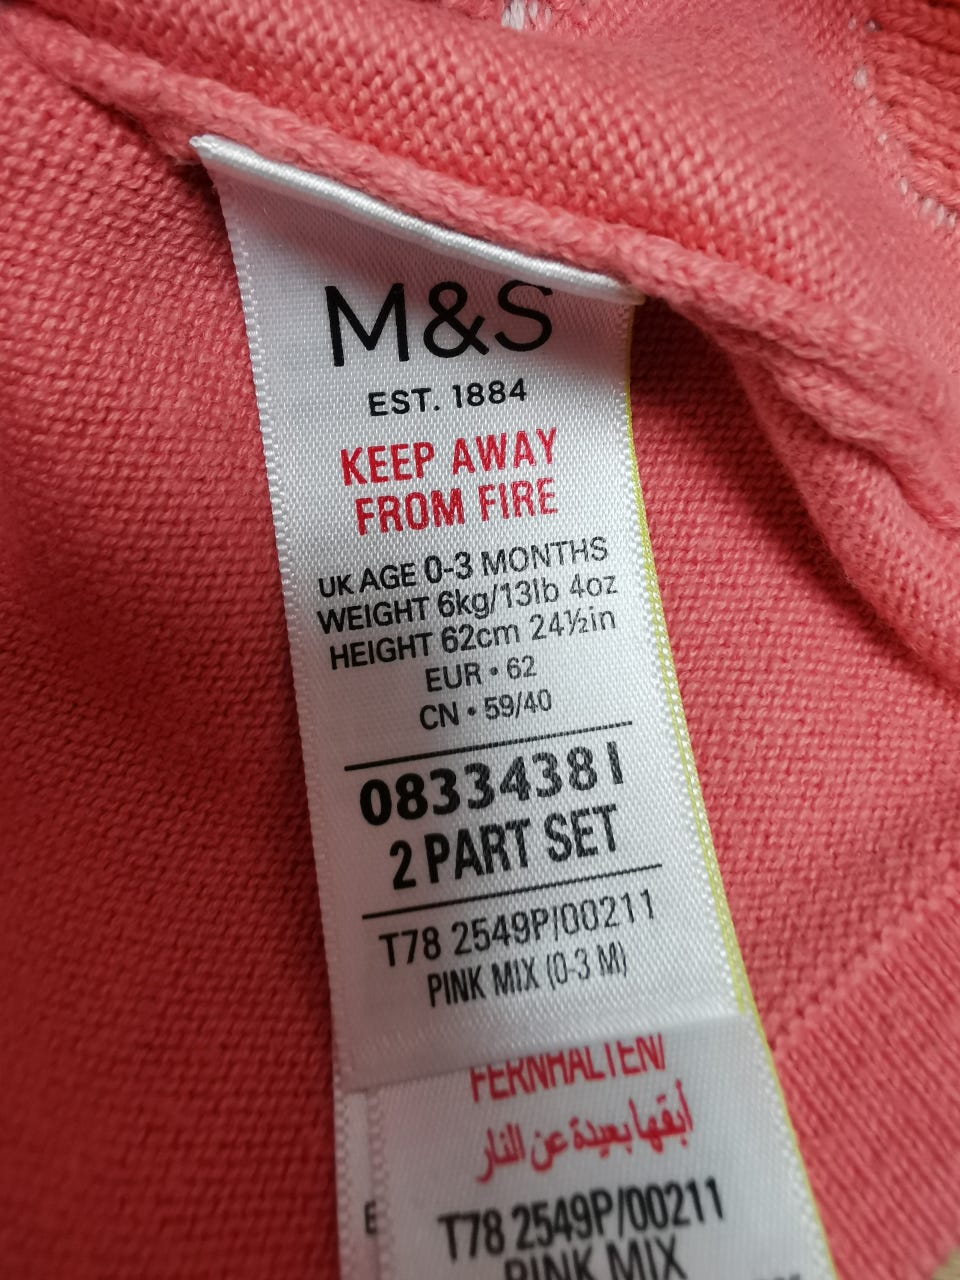 M&S
EST. 1884
KEEP AWAY
FROM FIRE
UK AGE 0-3 MONTHS
WEIGHT 6kg/13lb 4oz
HEIGHT 62cm 24½in
EUR • 62
CN • 59/40
08334381
2 PART SET
T78 2549P/00211
PINK MIX (0-3 M)
FERNHALTEN/
أبقها بعيدة عن النار
T78 2549P/00211
PINK MIX